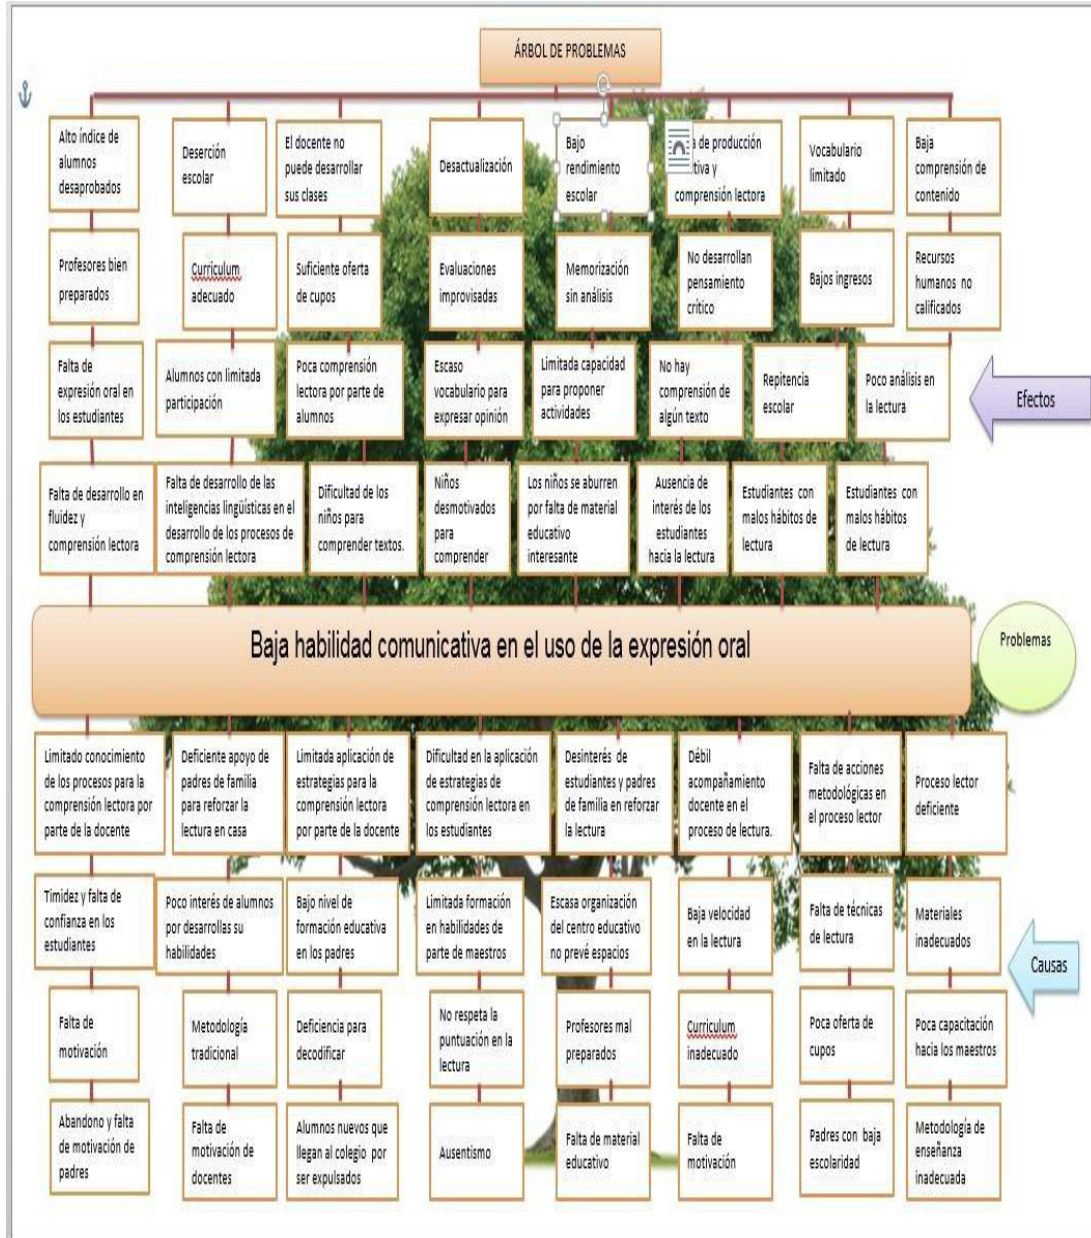 ÁRBOL DE PROBLEMAS
Alto índice de
alumnos
desaprobados
Deserción
escolar
El docente no
puede desarrollar
sus clases
Desactualización
Bajo
rendimiento
escolar
de producción
y
comprensión lectora
Vocabulario
limitado
Baja
comprensión de
contenido
Profesores bien
preparados
Curriculum
adecuado
Suficiente oferta
de cupos
Evaluaciones
improvisadas
Memorización
sin análisis
No desarrollan
pensamiento
crítico
Bajos ingresos
Recursos
humanos no
calificados
Falta de
expresión oral en
los estudiantes
Alumnos con limitada
participación
Poca comprensión
lectora por parte de
alumnos
Escaso
vocabulario para
expresar opinión
Limitada capacidad
para proponer
actividades
No hay
comprensión de
algún texto
Repitencia
escolar
Poco análisis en
la lectura
Efectos
Falta de desarrollo en
fluidez y
comprensión lectora
Falta de desarrollo de las
inteligencias lingüísticas en el
desarrollo de los procesos de
comprensión lectora
Dificultad de los
niños para
comprender textos.
Niños
desmotivados
para
comprender
Los niños se aburren
por falta de material
educativo
interesante
Ausencia de
interés de los
estudiantes
hacia la lectura
Estudiantes con
malos hábitos de
lectura
Estudiantes con
malos hábitos
de lectura
Baja habilidad comunicativa en el uso de la expresión oral
Problemas
Limitado conocimiento
de los procesos para la
comprensión lectora por
parte de la docente
Deficiente apoyo de
padres de familia
para reforzar la
lectura en casa
Limitada aplicación de
estrategias para la
comprensión lectora
por parte de la docente
Dificultad en la aplicación
de estrategias de
comprensión lectora en
los estudiantes
Desinterés de
estudiantes y padres
de familia en reforzar
la lectura
Débil
acompañamiento
docente en el
proceso de lectura.
Falta de acciones
metodológicas en
el proceso lector
Proceso lector
deficiente
Timidez y falta de
confianza en los
estudiantes
Poco interés de alumnos
por desarrollas su
habilidades
Bajo nivel de
formación educativa
en los padres
Limitada formación
en habilidades de
parte de maestros
Escasa organización
del centro educativo
no prevé espacios
Baja velocidad
en la lectura
Falta de técnicas
de lectura
Materiales
inadecuados
Causas
Falta de
motivación
Metodología
tradicional
Deficiencia para
decodificar
No respeta la
puntuación en la
lectura
Profesores mal
preparados
Curriculum
inadecuado
Poca oferta de
cupos
Poca capacitación
hacia los maestros
Abandono y falta
de motivación de
padres
Falta de
motivación de
docentes
Alumnos nuevos que
llegan al colegio por
ser expulsados
Ausentismo
Falta de material
educativo
Falta de
motivación
Padres con baja
escolaridad
Metodología de
enseñanza
inadecuada